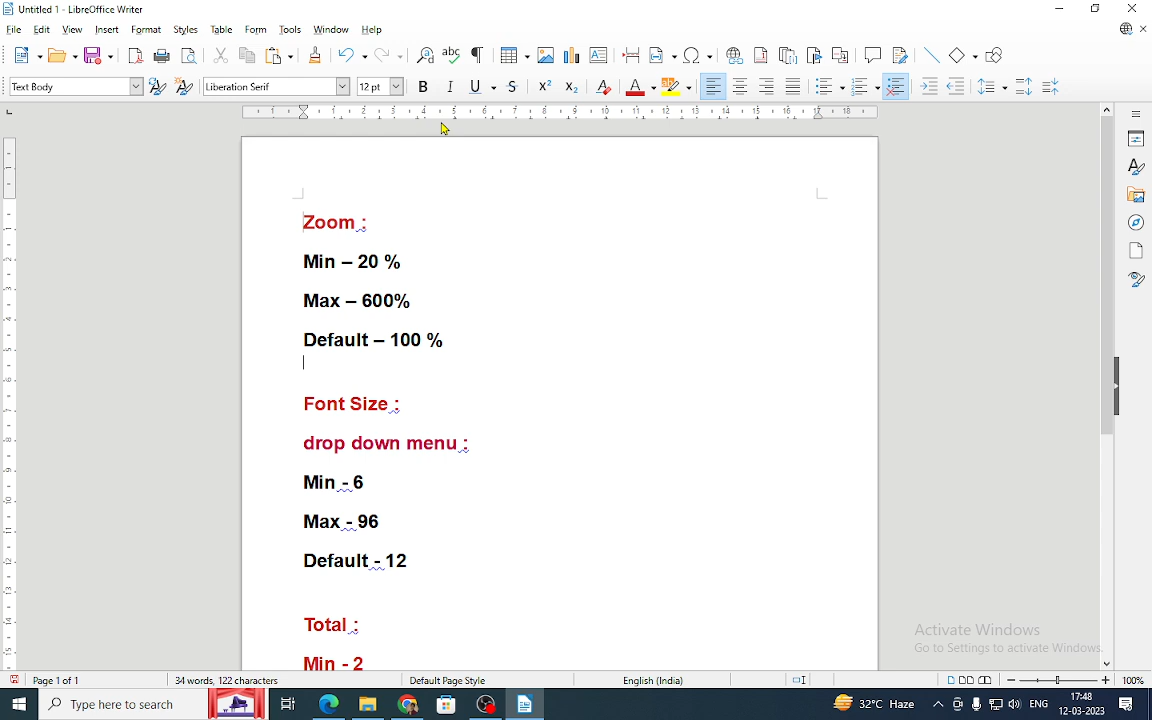 Untitled 1 - LibreOffice Writer
File Edit View Insert Format Styles Table Form Tools Window Help
Text Body Liberation Serif 12 pt
Zoom :
Min – 20 %
Max – 600%
Default – 100 %
Font Size :
drop down menu :
Min - 6
Max - 96
Default - 12
Total :
Min - 2
Activate Windows
Go to Settings to activate Windows.
Page 1 of 1 34 words, 122 characters Default Page Style English (India) 100%
Type here to search 32°C Haze ENG 17:48
12-03-2023